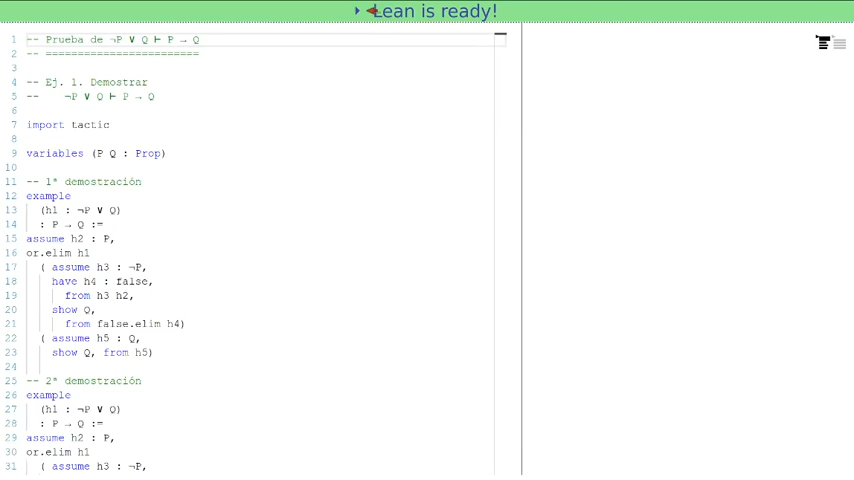 Lean is ready!
1 -- Prueba de ¬P ∨ Q ⊢ P → Q
2 -- ========================
3
4 -- Ej. 1. Demostrar
5 --    ¬P ∨ Q ⊢ P → Q
6
7 import tactic
8
9 variables (P Q : Prop)
10
11 -- 1ª demostración
12 example
13   (h1 : ¬P ∨ Q)
14   : P → Q :=
15 assume h2 : P,
16 or.elim h1
17   ( assume h3 : ¬P,
18     have h4 : false,
19       from h3 h2,
20     show Q,
21       from false.elim h4)
22   ( assume h5 : Q,
23     show Q, from h5)
24
25 -- 2ª demostración
26 example
27   (h1 : ¬P ∨ Q)
28   : P → Q :=
29 assume h2 : P,
30 or.elim h1
31   ( assume h3 : ¬P,